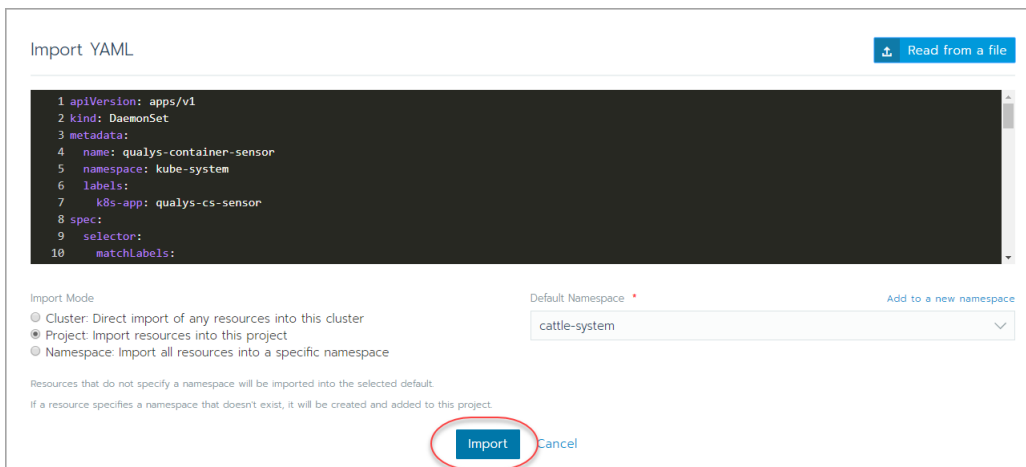 Import YAML
Read from a file
1 apiVersion: apps/v1
2 kind: DaemonSet
3 metadata:
4 name: qualys-container-sensor
5 namespace: kube-system
6 labels:
7 k8s-app: qualys-cs-sensor
8 spec:
9 selector:
10 matchLabels:
Import Mode
Cluster: Direct import of any resources into this cluster
Project: Import resources into this project
Namespace: Import all resources into a specific namespace
Default Namespace *
Add to a new namespace
cattle-system
Resources that do not specify a namespace will be imported into the selected default.
If a resource specifies a namespace that doesn't exist, it will be created and added to this project.
Import
Cancel